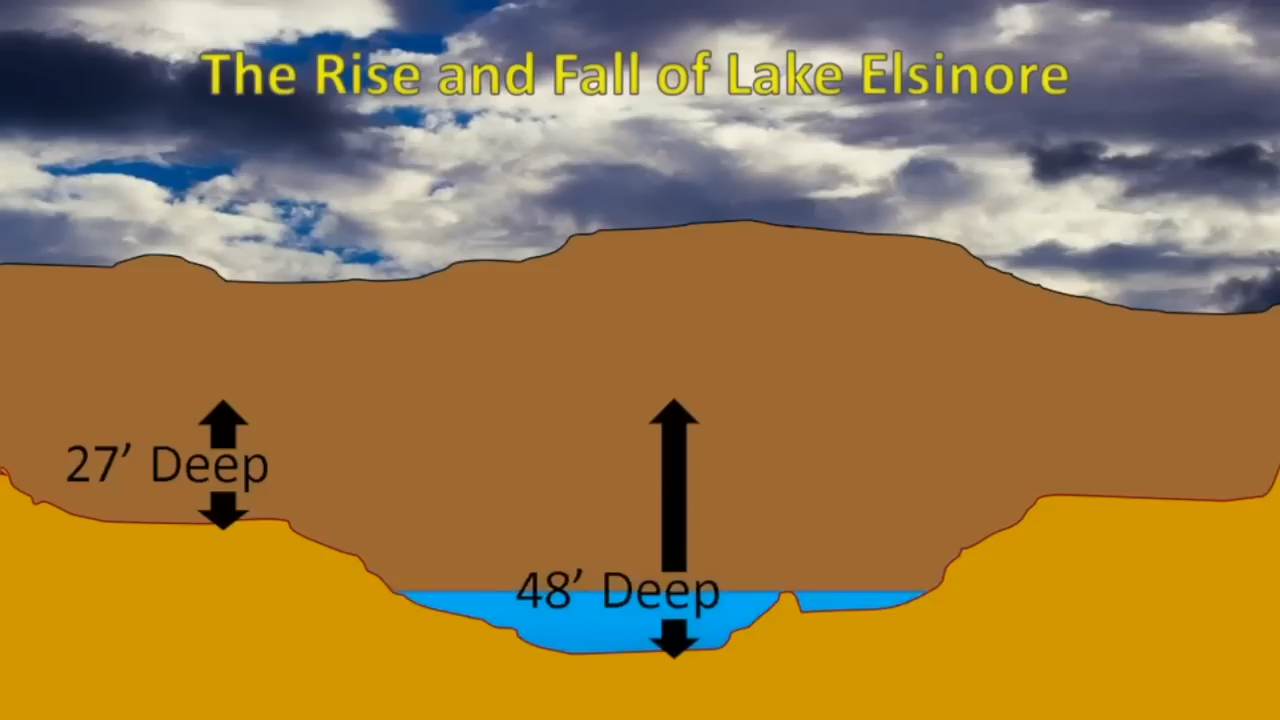 The Rise and Fall of Lake Elsinore
27’ Deep
48’ Deep